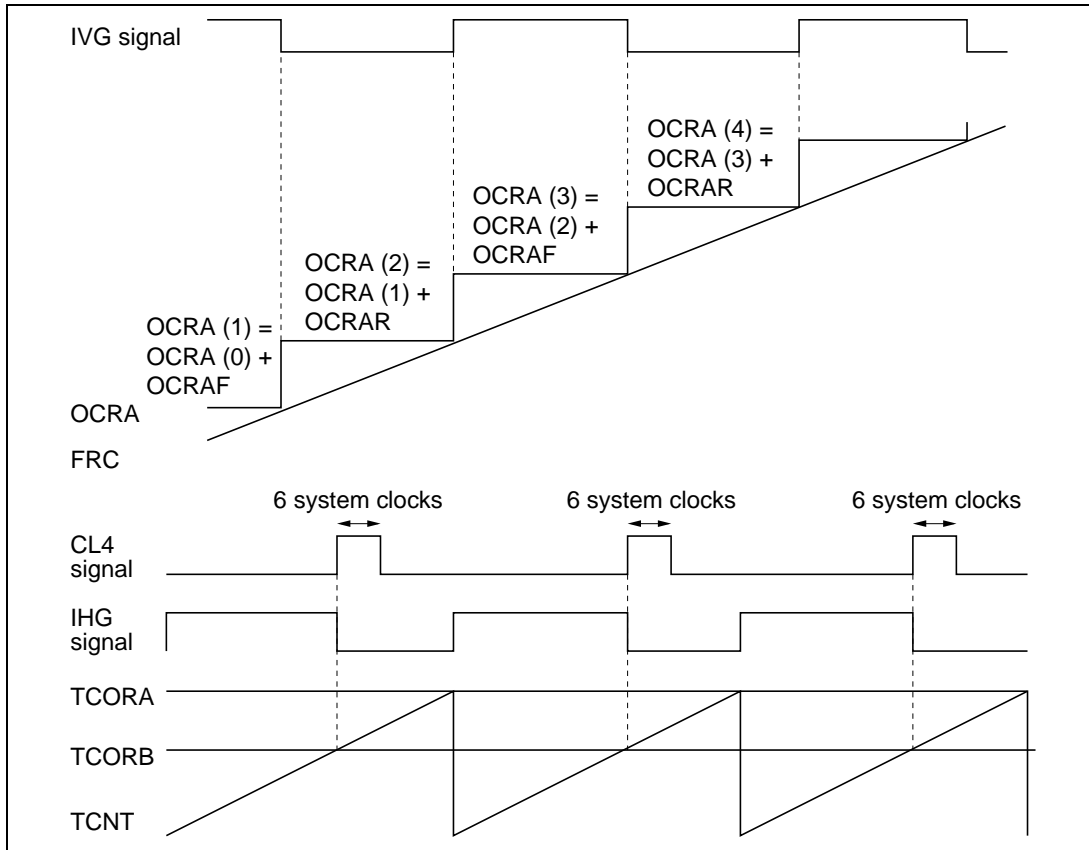 IVG signal
OCRA (4) =
OCRA (3) +
OCRAR
OCRA (3) =
OCRA (2) +
OCRAF
OCRA (2) =
OCRA (1) +
OCRAR
OCRA (1) =
OCRA (0) +
OCRAF
OCRA
FRC
6 system clocks 6 system clocks 6 system clocks
CL4
signal
IHG
signal
TCORA
TCORB
TCNT